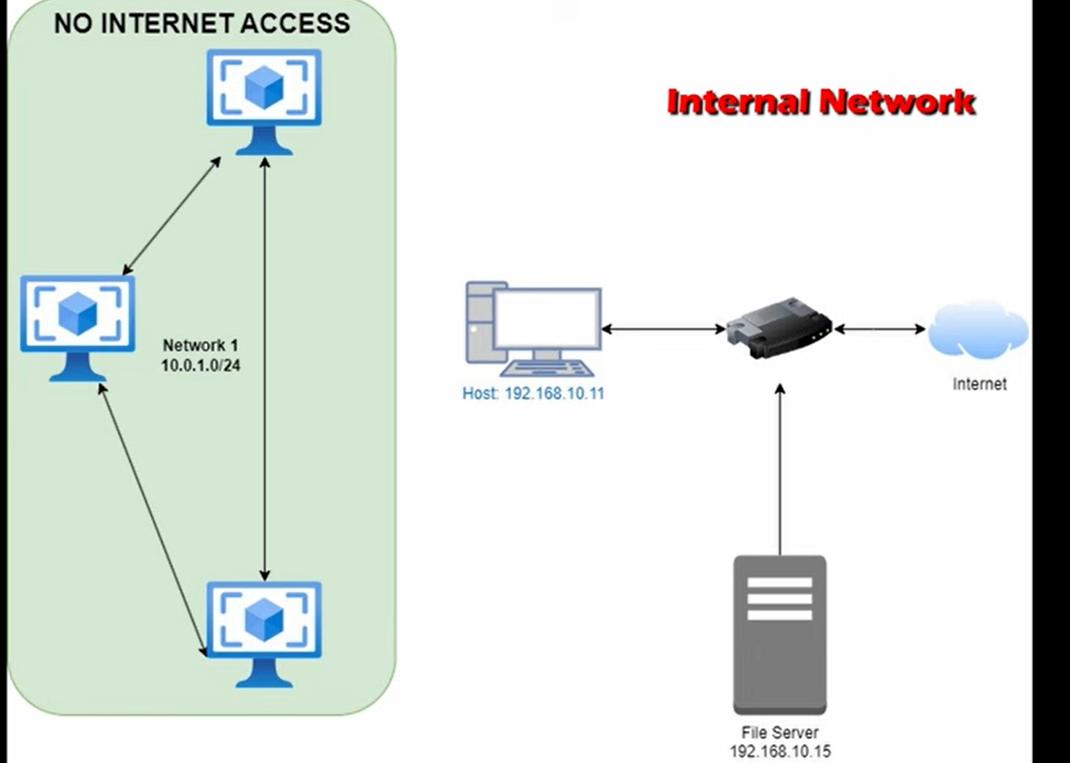 NO INTERNET ACCESS
Internal Network
Network 1
10.0.1.0/24
Host: 192.168.10.11
Internet
File Server
192.168.10.15